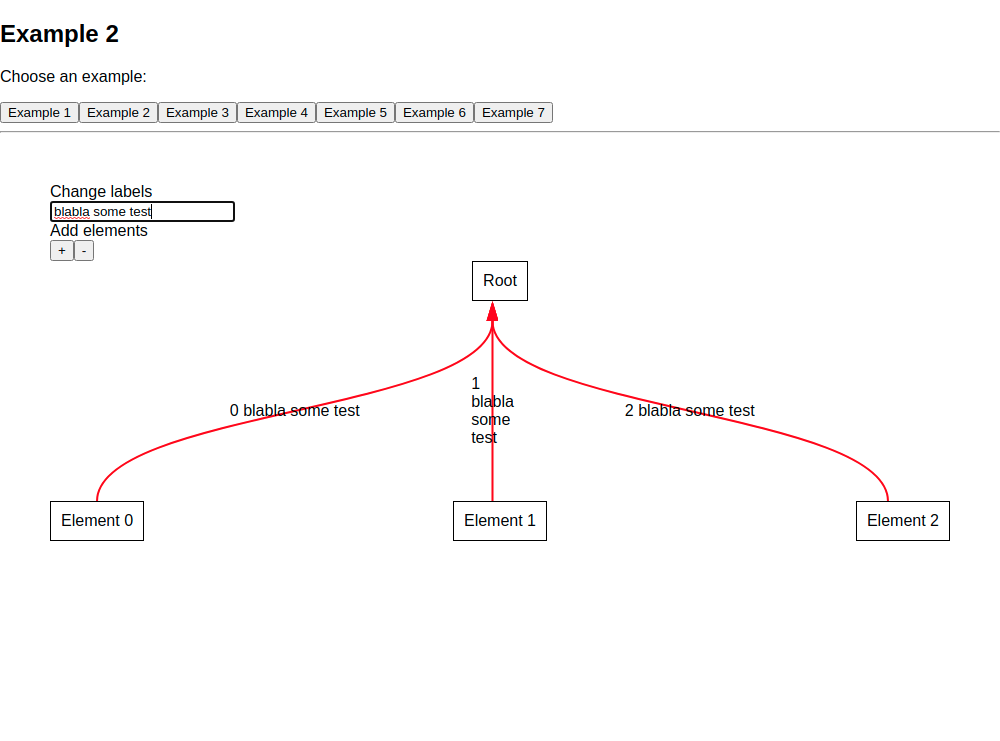 Example 2
Choose an example:
Example 1 Example 2 Example 3 Example 4 Example 5 Example 6 Example 7
Change labels
blabla some test
Add elements
+ -
Root
0 blabla some test
1
blabla
some
test
2 blabla some test
Element 0
Element 1
Element 2